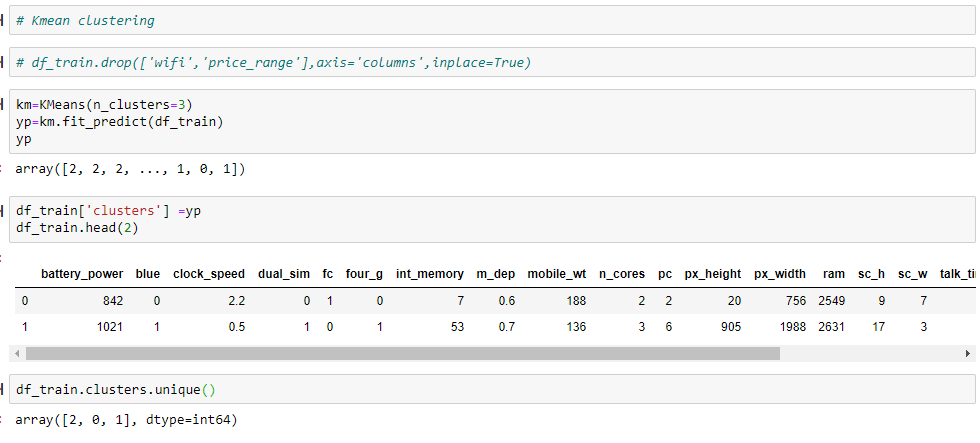 # Kmean clustering
# df_train.drop(['wifi','price_range'],axis='columns',inplace=True)
km=KMeans(n_clusters=3)
yp=km.fit_predict(df_train)
yp
array([2, 2, 2, ..., 1, 0, 1])
df_train['clusters'] =yp
df_train.head(2)
battery_power blue clock_speed dual_sim fc four_g int_memory m_dep mobile_wt n_cores pc px_height px_width ram sc_h sc_w
0 842 0 2.2 0 1 0 7 0.6 188 2 2 20 756 2549 9 7
1 1021 1 0.5 1 0 1 53 0.7 136 3 6 905 1988 2631 17 3
df_train.clusters.unique()
array([2, 0, 1], dtype=int64)